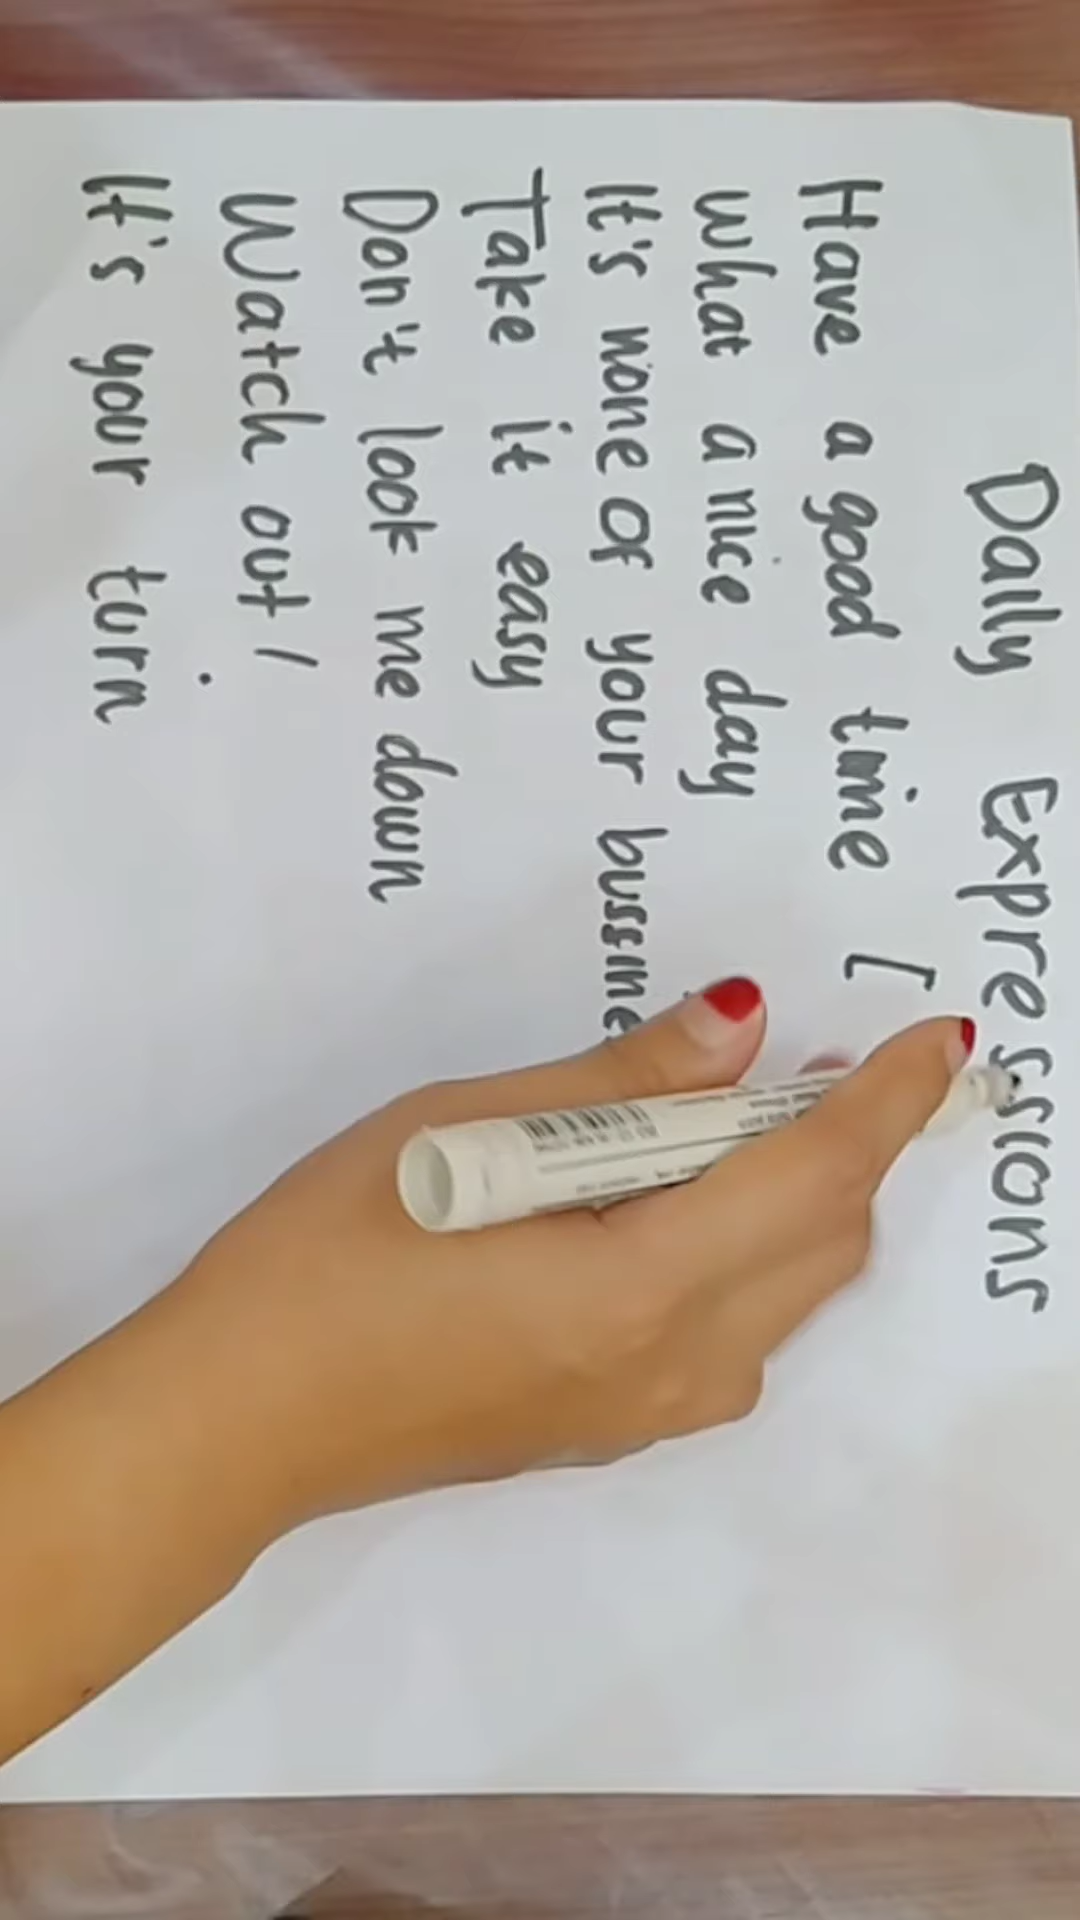 Daily Expressions
Have a good time [
What a nice day
It's none of your bussine
Take it easy
Don't look me down
Watch out!
It's your turn